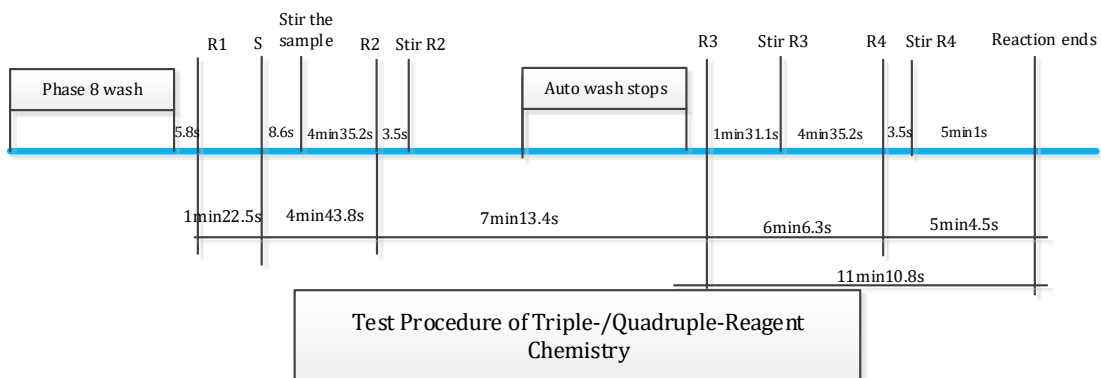 Stir the
sample
R1
S
R2
Stir R2
R3
Stir R3
R4
Stir R4
Reaction ends
Phase 8 wash
Auto wash stops
5.8s
8.6s
4min35.2s
3.5s
1min31.1s
4min35.2s
3.5s
5min1s
1min22.5s
4min43.8s
7min13.4s
6min6.3s
5min4.5s
11min10.8s
Test Procedure of Triple-/Quadruple-Reagent
Chemistry